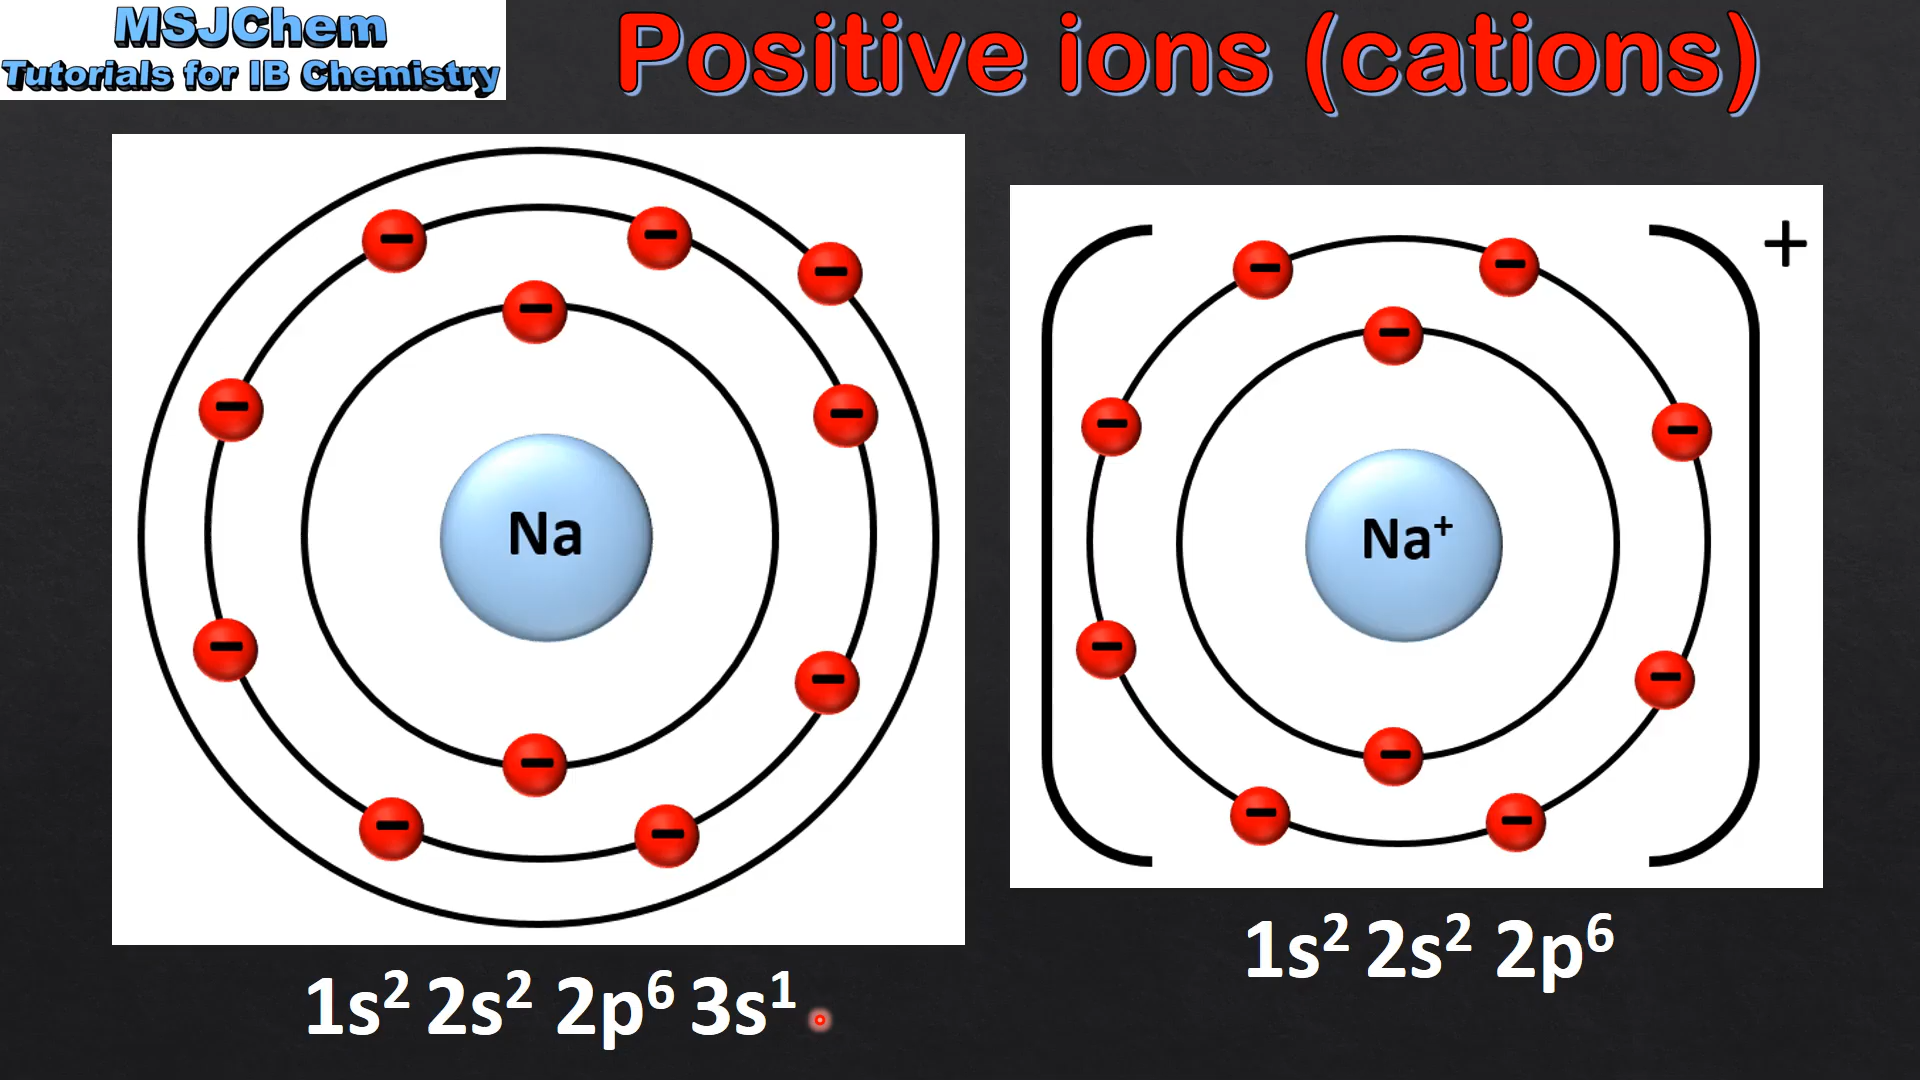 MSJChem
Tutorials for IB Chemistry
Positive ions (cations)
Na
Na⁺
+
1s² 2s² 2p⁶ 3s¹
1s² 2s² 2p⁶